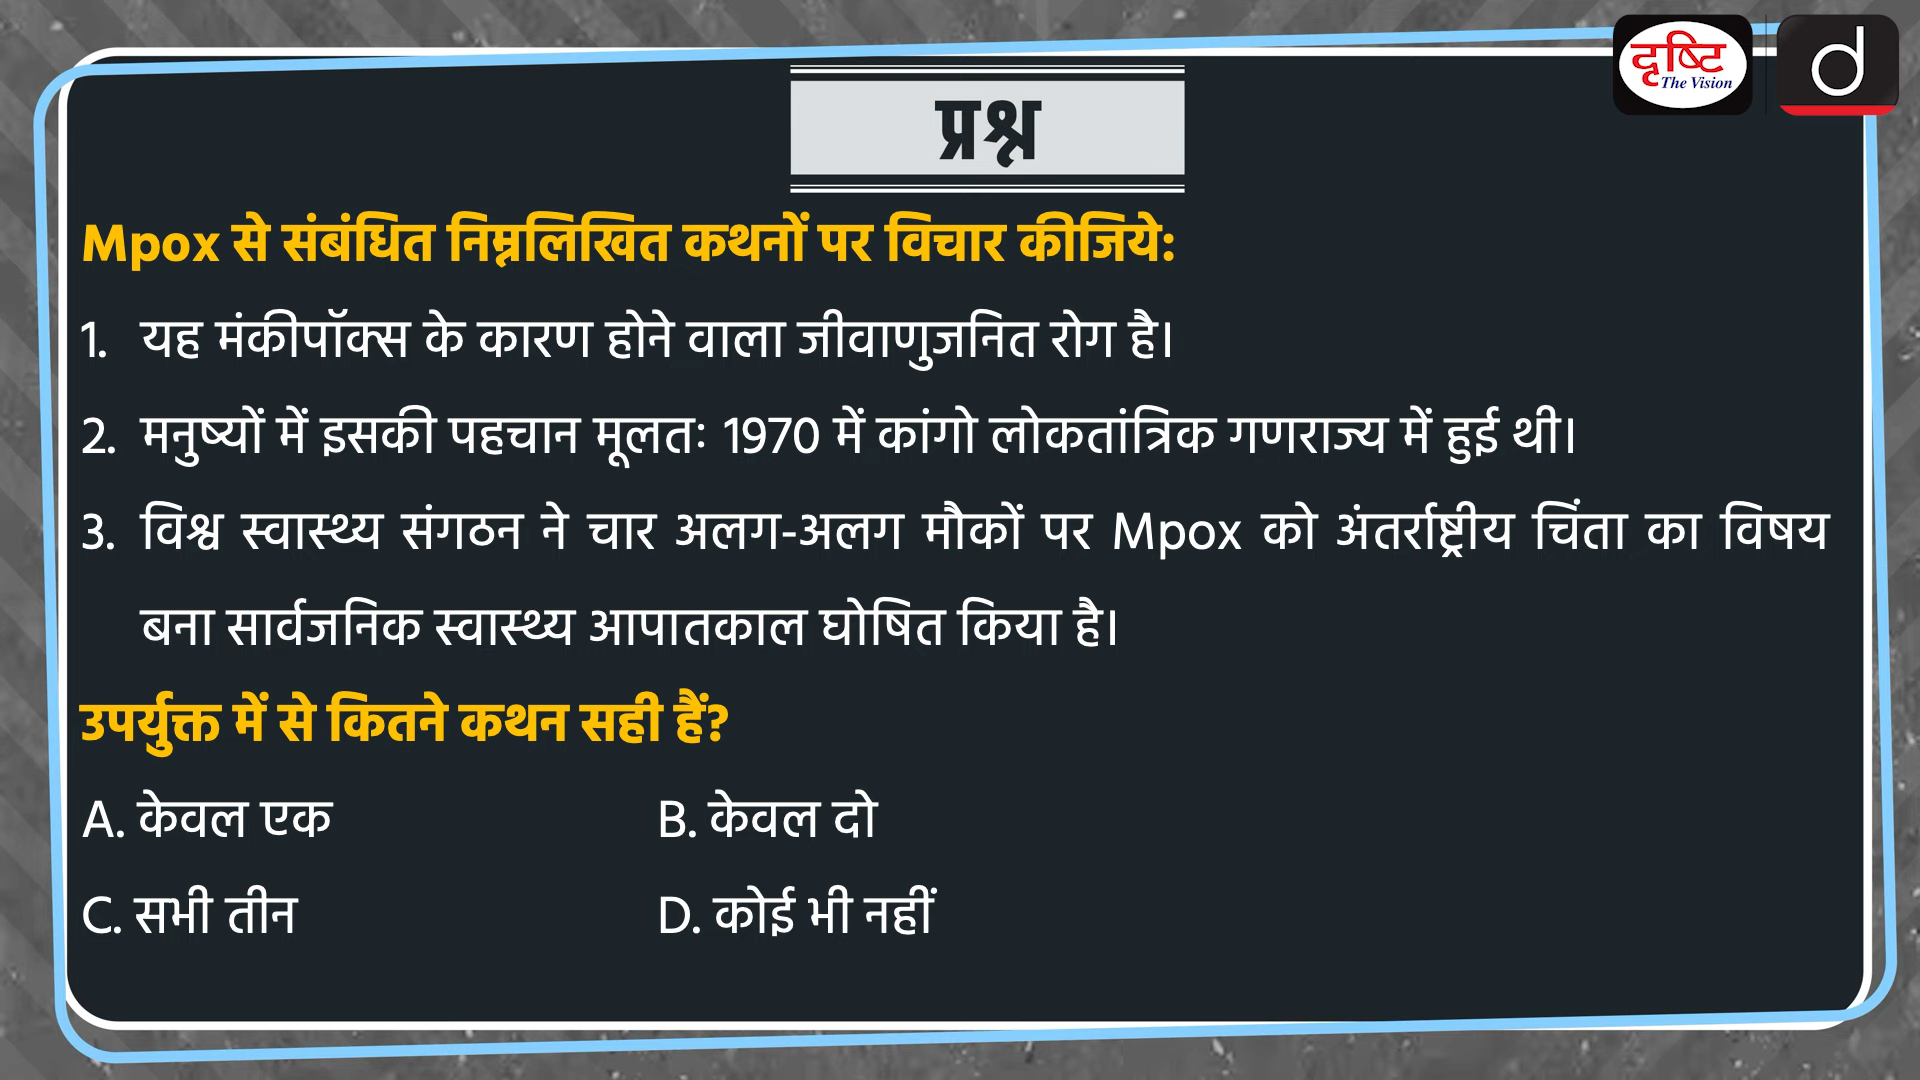 दृष्टि
The Vision
d
प्रश्न
Mpox से संबंधित निम्नलिखित कथनों पर विचार कीजिये:
1. यह मंकीपॉक्स के कारण होने वाला जीवाणुजनित रोग है।
2. मनुष्यों में इसकी पहचान मूलतः 1970 में कांगो लोकतांत्रिक गणराज्य में हुई थी।
3. विश्व स्वास्थ्य संगठन ने चार अलग-अलग मौकों पर Mpox को अंतर्राष्ट्रीय चिंता का विषय
बना सार्वजनिक स्वास्थ्य आपातकाल घोषित किया है।
उपर्युक्त में से कितने कथन सही हैं?
A. केवल एक B. केवल दो
C. सभी तीन D. कोई भी नहीं